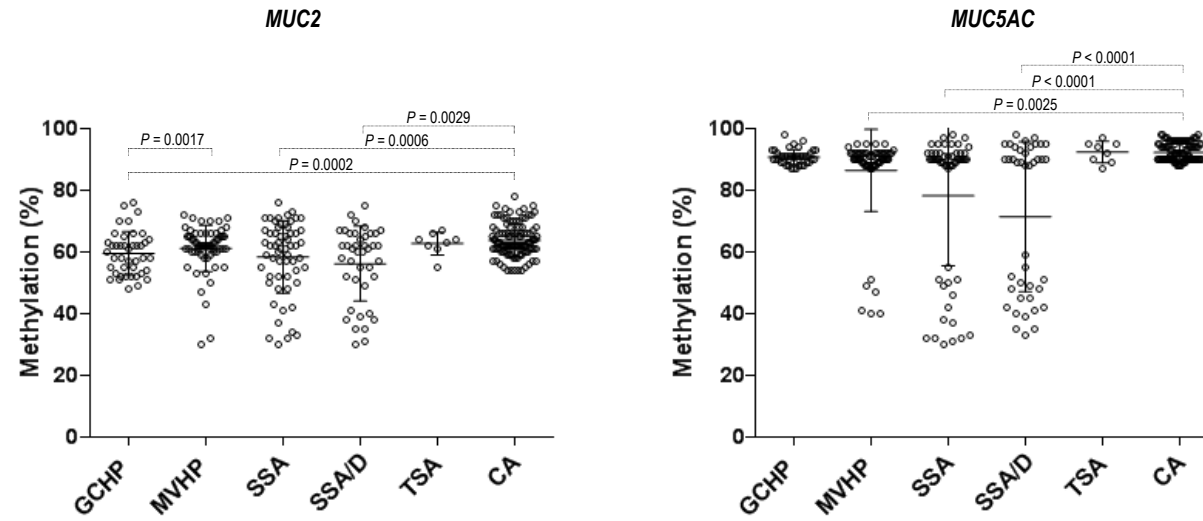 MUC2
MUC5AC
P < 0.0001
P < 0.0001
P = 0.0025
P = 0.0029
P = 0.0006
P = 0.0017
P = 0.0002
Methylation (%)
100
80
60
40
20
0
GCHP
MVHP
SSA
SSA/D
TSA
CA
Methylation (%)
100
80
60
40
20
0
GCHP
MVHP
SSA
SSA/D
TSA
CA